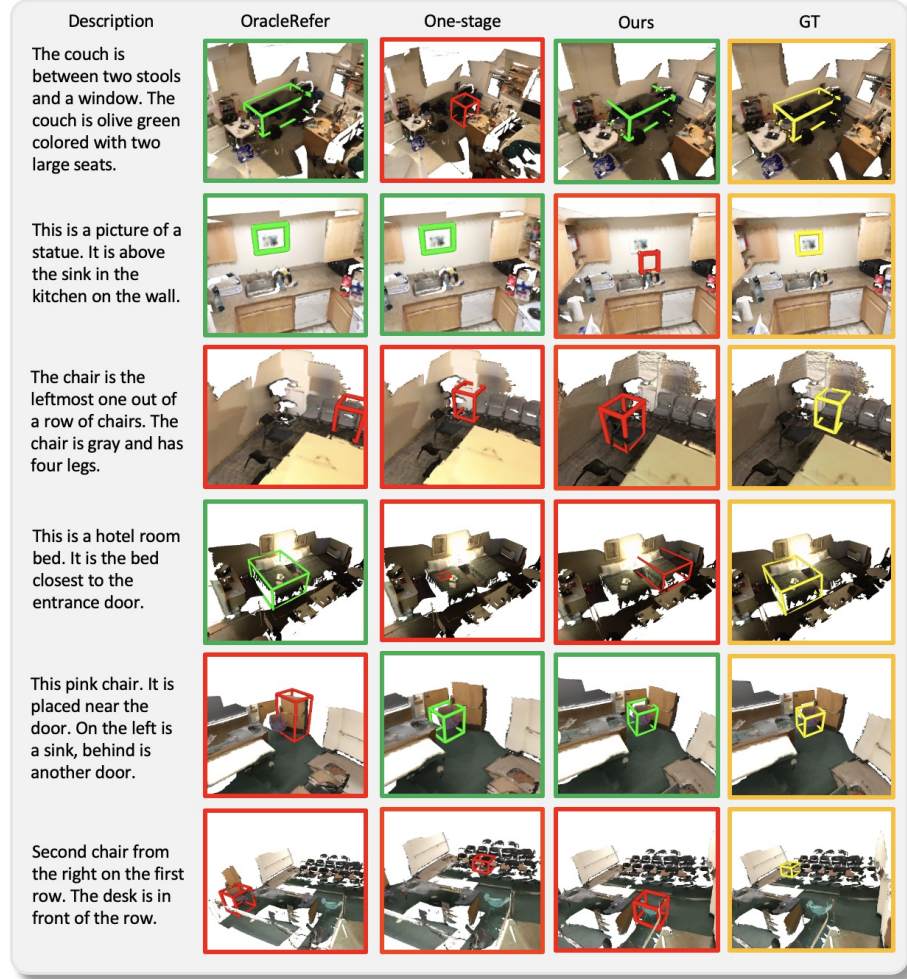 Description OracleRefer One-stage Ours GT
The couch is
between two stools
and a window. The
couch is olive green
colored with two
large seats.
This is a picture of a
statue. It is above
the sink in the
kitchen on the wall.
The chair is the
leftmost one out of
a row of chairs. The
chair is gray and has
four legs.
This is a hotel room
bed. It is the bed
closest to the
entrance door.
This pink chair. It is
placed near the
door. On the left is
a sink, behind is
another door.
Second chair from
the right on the first
row. The desk is in
front of the row.